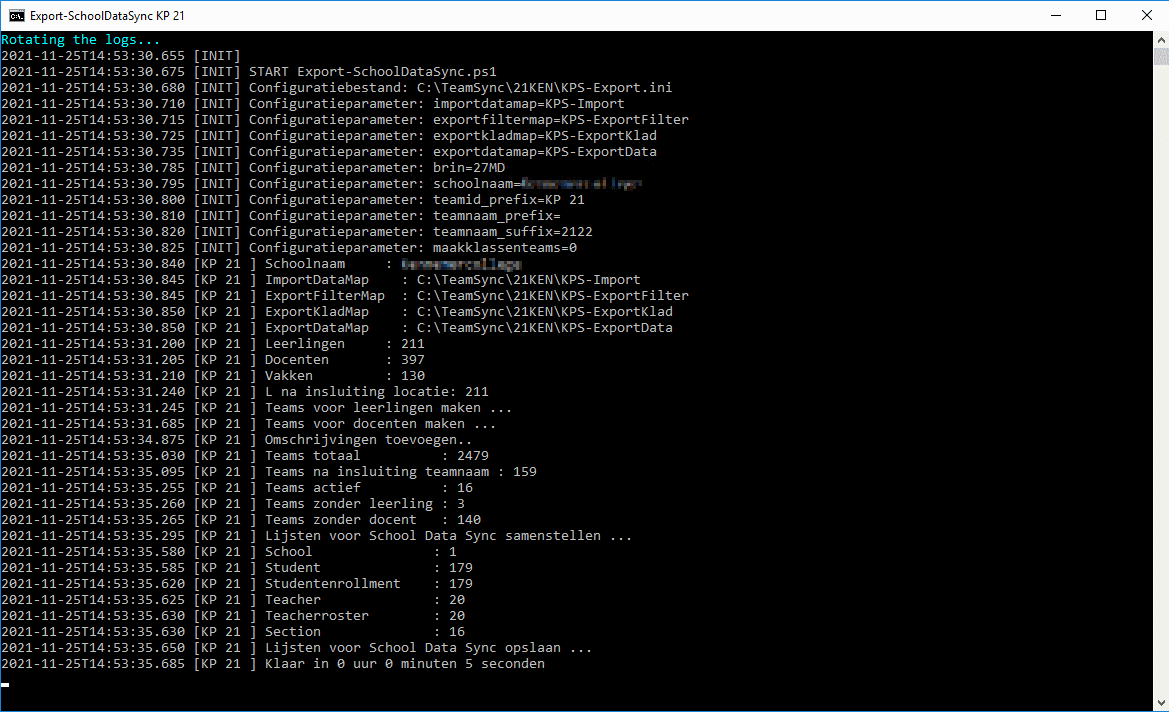 Export-SchoolDataSync KP 21
Rotating the logs...
2021-11-25T14:53:30.655 [INIT]
2021-11-25T14:53:30.675 [INIT] START Export-SchoolDataSync.ps1
2021-11-25T14:53:30.680 [INIT] Configuratiebestand: C:\TeamSync\21KEN\KPS-Export.ini
2021-11-25T14:53:30.710 [INIT] Configuratieparameter: importdatamap=KPS-Import
2021-11-25T14:53:30.715 [INIT] Configuratieparameter: exportfiltermap=KPS-ExportFilter
2021-11-25T14:53:30.725 [INIT] Configuratieparameter: exportkladmap=KPS-ExportKlad
2021-11-25T14:53:30.735 [INIT] Configuratieparameter: exportdatamap=KPS-ExportData
2021-11-25T14:53:30.785 [INIT] Configuratieparameter: brin=27MD
2021-11-25T14:53:30.795 [INIT] Configuratieparameter: schoolnaam=
2021-11-25T14:53:30.800 [INIT] Configuratieparameter: teamid_prefix=KP 21
2021-11-25T14:53:30.810 [INIT] Configuratieparameter: teamnaam_prefix=
2021-11-25T14:53:30.820 [INIT] Configuratieparameter: teamnaam_suffix=2122
2021-11-25T14:53:30.825 [INIT] Configuratieparameter: maakklassenteams=0
2021-11-25T14:53:30.840 [KP 21 ] Schoolnaam     :
2021-11-25T14:53:30.845 [KP 21 ] ImportDataMap    : C:\TeamSync\21KEN\KPS-Import
2021-11-25T14:53:30.845 [KP 21 ] ExportFilterMap  : C:\TeamSync\21KEN\KPS-ExportFilter
2021-11-25T14:53:30.850 [KP 21 ] ExportKladMap    : C:\TeamSync\21KEN\KPS-ExportKlad
2021-11-25T14:53:30.850 [KP 21 ] ExportDataMap    : C:\TeamSync\21KEN\KPS-ExportData
2021-11-25T14:53:31.200 [KP 21 ] Leerlingen     : 211
2021-11-25T14:53:31.205 [KP 21 ] Docenten       : 397
2021-11-25T14:53:31.210 [KP 21 ] Vakken         : 130
2021-11-25T14:53:31.240 [KP 21 ] L na insluiting locatie: 211
2021-11-25T14:53:31.245 [KP 21 ] Teams voor leerlingen maken ...
2021-11-25T14:53:31.685 [KP 21 ] Teams voor docenten maken ...
2021-11-25T14:53:34.875 [KP 21 ] Omschrijvingen toevoegen..
2021-11-25T14:53:35.030 [KP 21 ] Teams totaal          : 2479
2021-11-25T14:53:35.095 [KP 21 ] Teams na insluiting teamnaam : 159
2021-11-25T14:53:35.255 [KP 21 ] Teams actief          : 16
2021-11-25T14:53:35.260 [KP 21 ] Teams zonder leerling : 3
2021-11-25T14:53:35.265 [KP 21 ] Teams zonder docent   : 140
2021-11-25T14:53:35.295 [KP 21 ] Lijsten voor School Data Sync samenstellen ...
2021-11-25T14:53:35.580 [KP 21 ] School               : 1
2021-11-25T14:53:35.585 [KP 21 ] Student              : 179
2021-11-25T14:53:35.620 [KP 21 ] Studentenrollment    : 179
2021-11-25T14:53:35.625 [KP 21 ] Teacher              : 20
2021-11-25T14:53:35.630 [KP 21 ] Teacherroster        : 20
2021-11-25T14:53:35.630 [KP 21 ] Section              : 16
2021-11-25T14:53:35.650 [KP 21 ] Lijsten voor School Data Sync opslaan ...
2021-11-25T14:53:35.685 [KP 21 ] Klaar in 0 uur 0 minuten 5 seconden